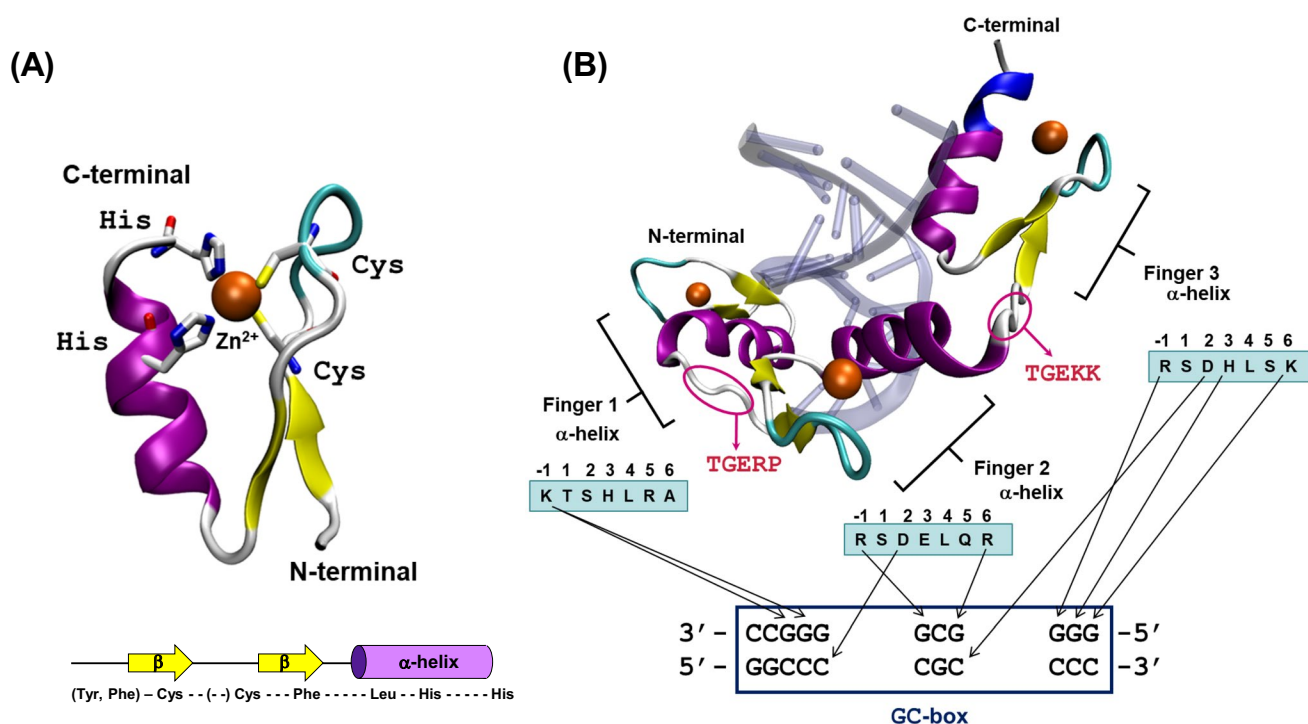 (A)
C-terminal
His
Cys
His
Zn2+
Cys
N-terminal
β
β
α-helix
(Tyr, Phe) – Cys - - (- -) Cys - - - Phe - - - - - Leu - - His - - - - - His
(B)
C-terminal
N-terminal
Finger 3
α-helix
TGEKK
-1 1 2 3 4 5 6
R S D H L S K
Finger 1
α-helix
TGERP
-1 1 2 3 4 5 6
K T S H L R A
Finger 2
α-helix
-1 1 2 3 4 5 6
R S D E L Q R
3′ – CCGGG GCG GGG –5′
5′ – GGCCC CGC CCC –3′
GC-box